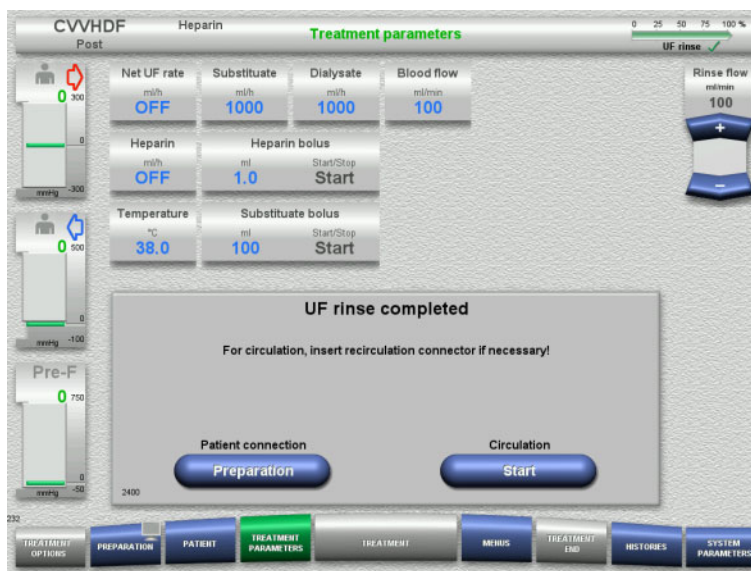 CVVHDF Heparin
Post
Treatment parameters
0 25 50 75 100 %
UF rinse
0 300
0
mmHg -300
Net UF rate
ml/h
OFF
Substituate
ml/h
1000
Dialysate
ml/h
1000
Blood flow
ml/min
100
Rinse flow
ml/min
100
+
–
Heparin
ml/h
OFF
Heparin bolus
ml Start/Stop
1.0 Start
Temperature
°C
38.0
Substituate bolus
ml Start/Stop
100 Start
0 500
0
mmHg -100
Pre-F
0 750
0
mmHg -50
UF rinse completed
For circulation, insert recirculation connector if necessary!
Patient connection
Preparation
Circulation
Start
2400
232
TREATMENT
OPTIONS
PREPARATION
PATIENT
TREATMENT
PARAMETERS
TREATMENT
MENUS
TREATMENT
END
HISTORIES
SYSTEM
PARAMETERS